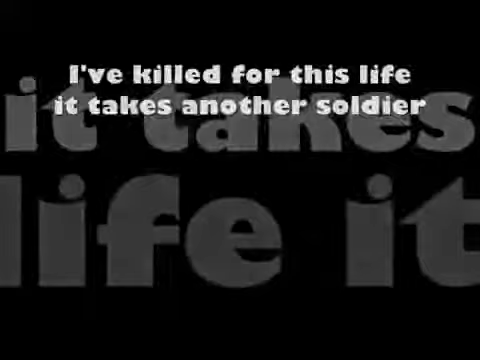 I've killed for this life
it takes another soldier
it takes
life it